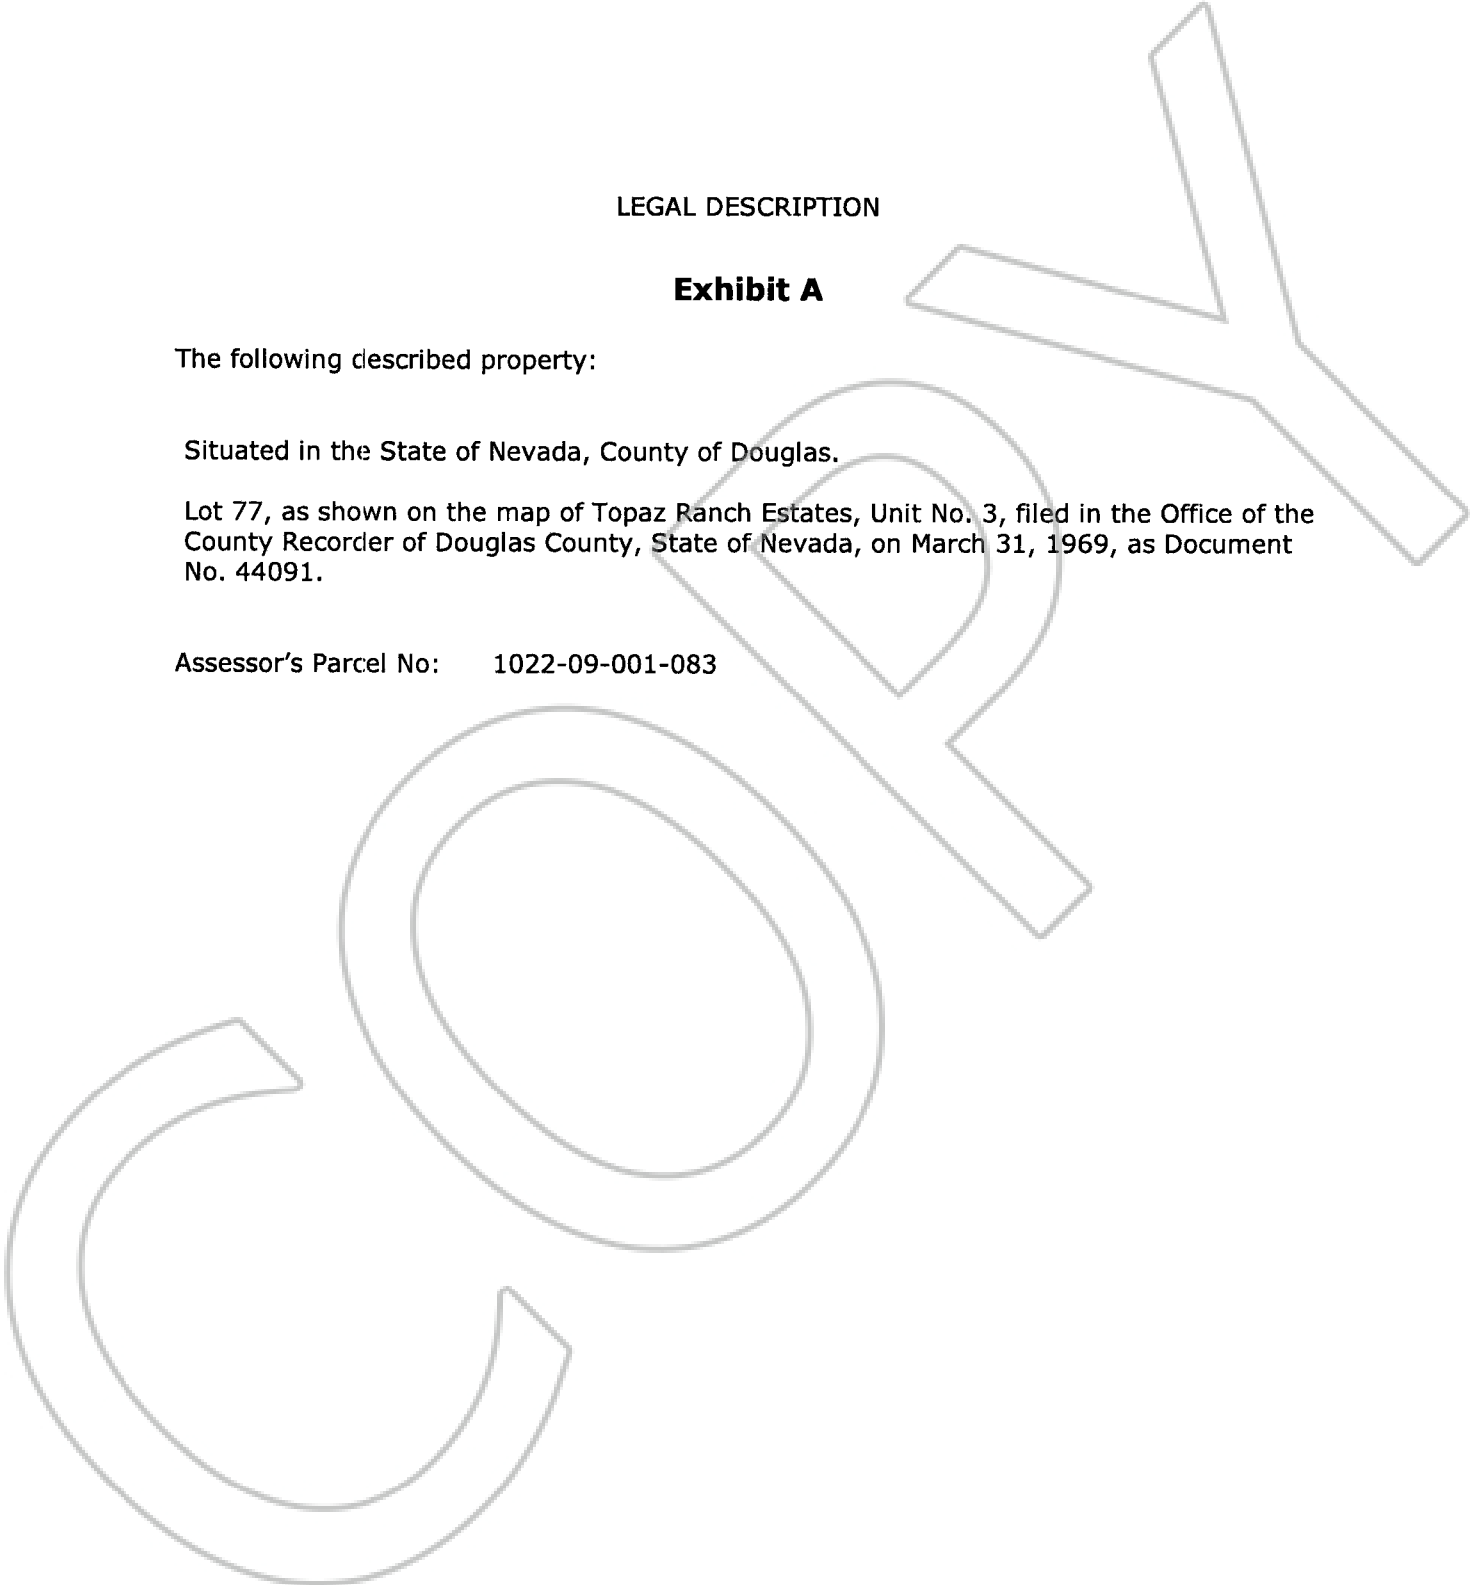 LEGAL DESCRIPTION
Exhibit A
The following described property:
Situated in the State of Nevada, County of Douglas.
Lot 77, as shown on the map of Topaz Ranch Estates, Unit No. 3, filed in the Office of the
County Recorder of Douglas County, State of Nevada, on March 31, 1969, as Document
No. 44091.
Assessor's Parcel No: 1022-09-001-083
COPY